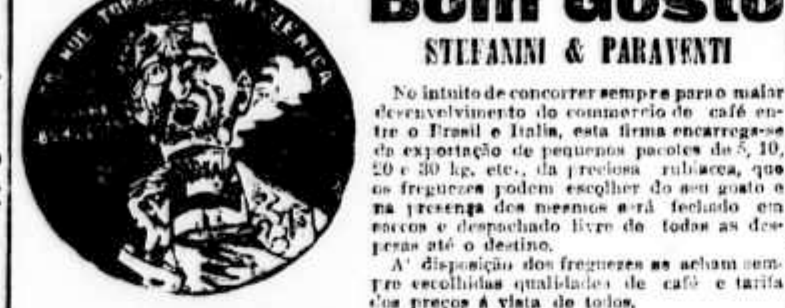 Bom Gosto
STEFANINI & PARAVENTI
No intuito de concorrer sempre para o maior
desenvolvimento do commercio de café en-
tre o Brasil e Italia, esta firma encarrega-se
da exportação de pequenos pacotes de 5, 10,
20 e 30 kg. etc., da preciosa rubiacea, que
os freguezes podem escolher do seu gosto e
na presença dos mesmos será fechado em
saccos e despachado livre de todas as des-
pesas até o destino.
A' disposição dos freguezes se acham sem-
pre escolhidas qualidades de café e tarifa
dos preços á vista de todos.